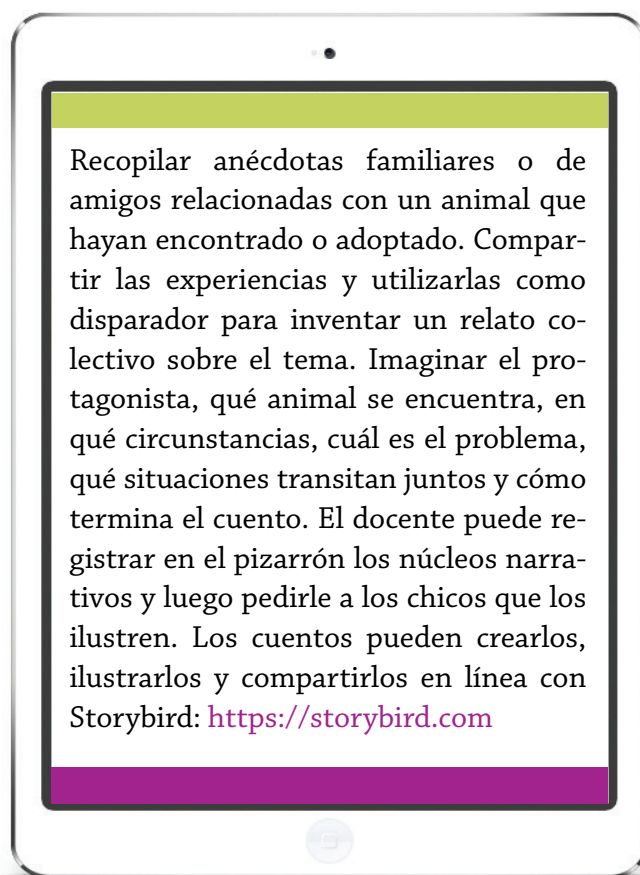 Recopilar anécdotas familiares o de
amigos relacionadas con un animal que
hayan encontrado o adoptado. Compar-
tir las experiencias y utilizarlas como
disparador para inventar un relato co-
lectivo sobre el tema. Imaginar el pro-
tagonista, qué animal se encuentra, en
qué circunstancias, cuál es el problema,
qué situaciones transitan juntos y cómo
termina el cuento. El docente puede re-
gistrar en el pizarrón los núcleos narra-
tivos y luego pedirle a los chicos que los
ilustren. Los cuentos pueden crearlos,
ilustrarlos y compartirlos en línea con
Storybird: https://storybird.com